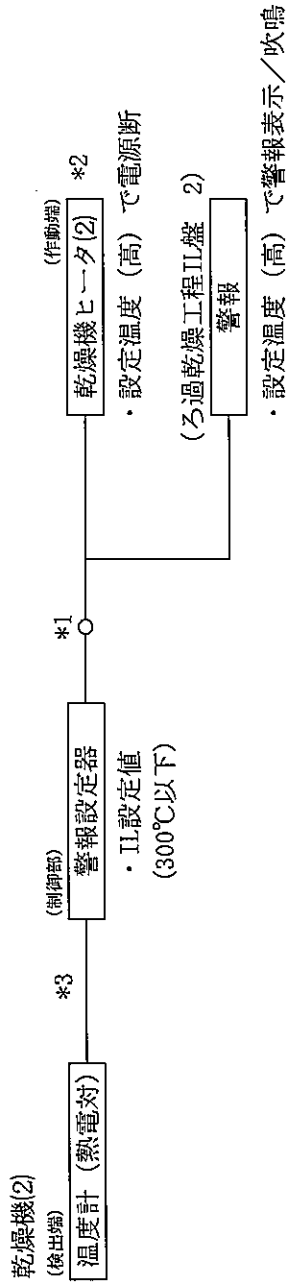 乾燥機(2)
(検出端)
温度計(熱電対)
*3
(制御部)
警報設定器
・IL設定値
(300℃以下)
*1
(作動端)
乾燥機ヒータ(2)
*2
・設定温度(高)で電源断
(ろ過乾燥工程IL盤 2)
警報
・設定温度(高)で警報表示/吹鳴